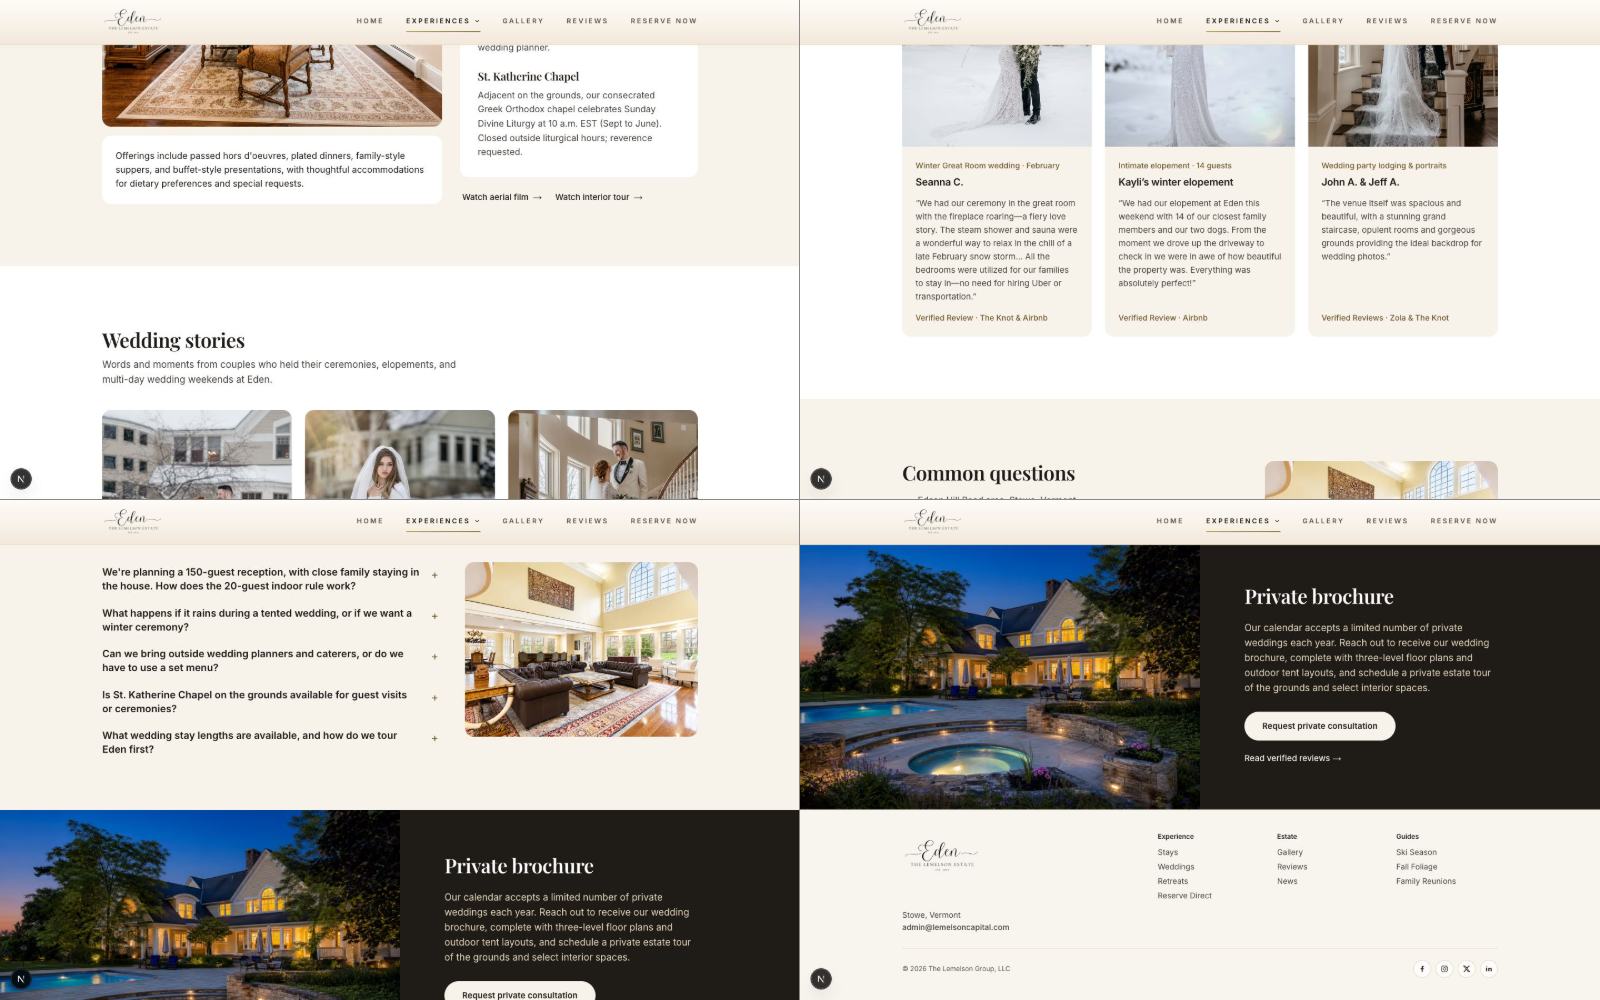 Eden
THE LEMELSON ESTATE
HOME EXPERIENCES GALLERY REVIEWS RESERVE NOW
wedding planner.
St. Katherine Chapel
Adjacent on the grounds, our consecrated
Greek Orthodox chapel celebrates Sunday
Divine Liturgy at 10 a.m. EST (Sept to June).
Closed outside liturgical hours; reverence
requested.
Offerings include passed hors d'oeuvres, plated dinners, family-style
suppers, and buffet-style presentations, with thoughtful accommodations
for dietary preferences and special requests.
Watch aerial film → Watch interior tour →
Wedding stories
Words and moments from couples who held their ceremonies, elopements, and
multi-day wedding weekends at Eden.
N
Eden
THE LEMELSON ESTATE
HOME EXPERIENCES GALLERY REVIEWS RESERVE NOW
Winter Great Room wedding · February
Seanna C.
"We had our ceremony in the great room
with the fireplace roaring—a fiery love
story. The steam shower and sauna were
a wonderful way to relax in the chill of a
late February snow storm... All the
bedrooms were utilized for our families
to stay in—no need for hiring Uber or
transportation."
Verified Review · The Knot & Airbnb
Intimate elopement · 14 guests
Kayli's winter elopement
"We had our elopement at Eden this
weekend with 14 of our closest family
members and our two dogs. From the
moment we drove up the driveway to
check in we were in awe of how beautiful
the property was. Everything was
absolutely perfect!"
Verified Review · Airbnb
Wedding party lodging & portraits
John A. & Jeff A.
"The venue itself was spacious and
beautiful, with a stunning grand
staircase, opulent rooms and gorgeous
grounds providing the ideal backdrop for
wedding photos."
Verified Reviews · Zola & The Knot
Common questions
Edson Hill Road area, Stowe, Vermont
N
Eden
THE LEMELSON ESTATE
HOME EXPERIENCES GALLERY REVIEWS RESERVE NOW
We're planning a 150-guest reception, with close family staying in
the house. How does the 20-guest indoor rule work? +
What happens if it rains during a tented wedding, or if we want a
winter ceremony? +
Can we bring outside wedding planners and caterers, or do we
have to use a set menu? +
Is St. Katherine Chapel on the grounds available for guest visits
or ceremonies? +
What wedding stay lengths are available, and how do we tour
Eden first? +
Private brochure
Our calendar accepts a limited number of private
weddings each year. Reach out to receive our wedding
brochure, complete with three-level floor plans and
outdoor tent layouts, and schedule a private estate tour
of the grounds and select interior spaces.
Request private consultation
N
Eden
THE LEMELSON ESTATE
HOME EXPERIENCES GALLERY REVIEWS RESERVE NOW
Private brochure
Our calendar accepts a limited number of private
weddings each year. Reach out to receive our wedding
brochure, complete with three-level floor plans and
outdoor tent layouts, and schedule a private estate tour
of the grounds and select interior spaces.
Request private consultation
Read verified reviews →
Eden
THE LEMELSON ESTATE
Stowe, Vermont
admin@lemelsoncapital.com
Experience
Stays
Weddings
Retreats
Reserve Direct
Estate
Gallery
Reviews
News
Guides
Ski Season
Fall Foliage
Family Reunions
© 2026 The Lemelson Group, LLC
N